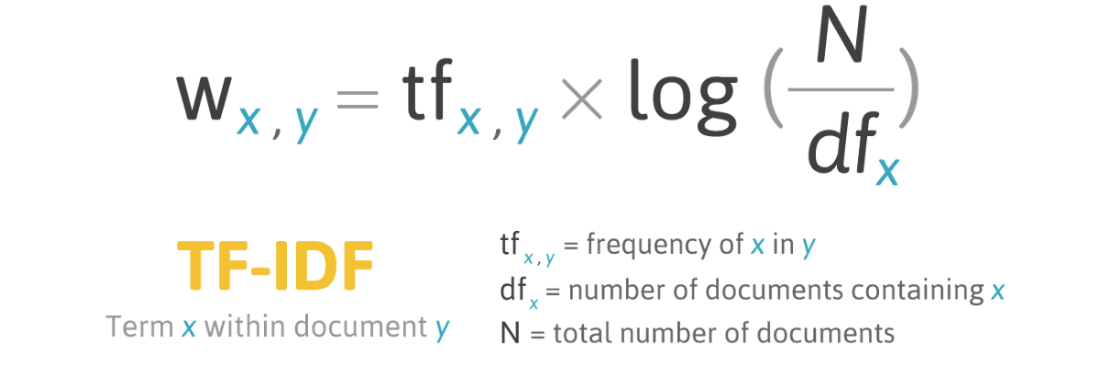 w x , y = tf x , y × log ( N / df x )
TF-IDF
Term x within document y
tf x , y = frequency of x in y
df x = number of documents containing x
N = total number of documents